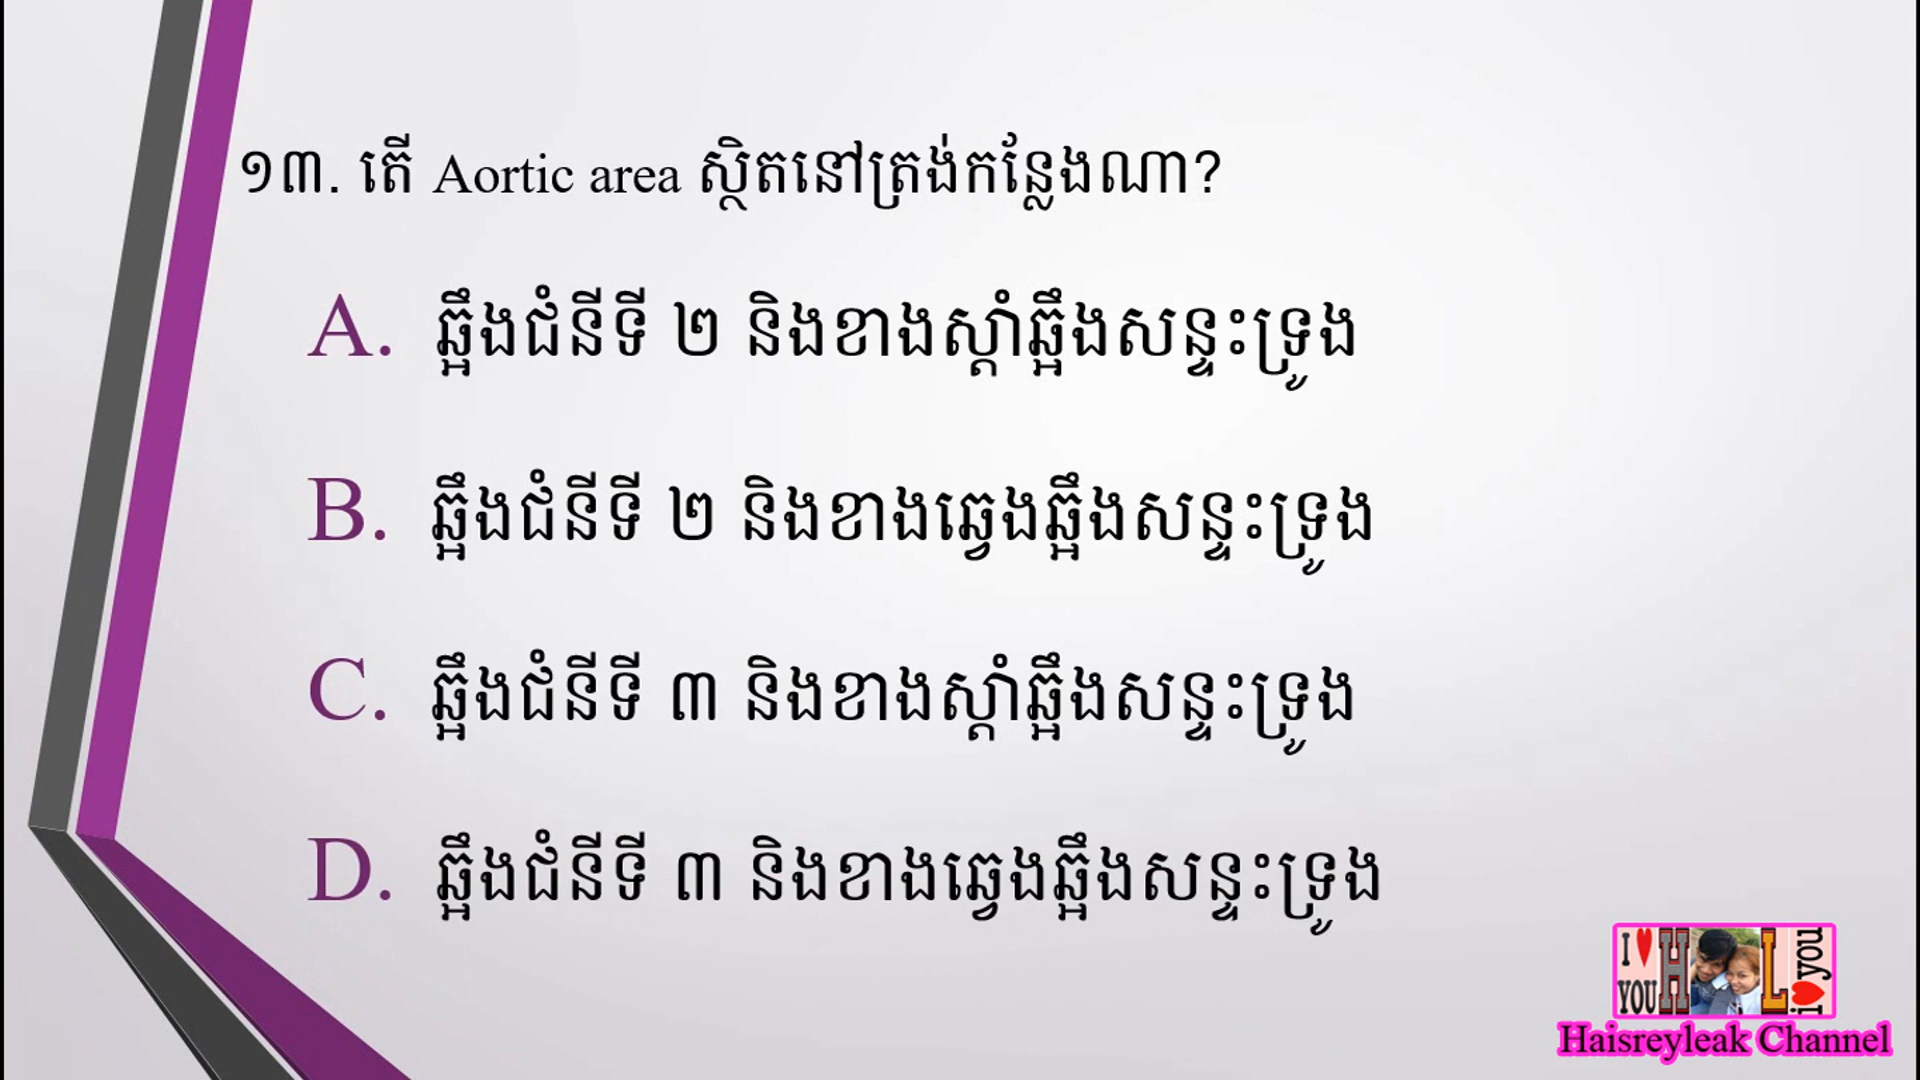 ១៣. តើ Aortic area ស្ថិតនៅត្រង់កន្លែងណា?
A. ឆ្អឹងជំនីទី ២ និងខាងស្តាំឆ្អឹងសន្ទះទ្រូង
B. ឆ្អឹងជំនីទី ២ និងខាងឆ្វេងឆ្អឹងសន្ទះទ្រូង
C. ឆ្អឹងជំនីទី ៣ និងខាងស្តាំឆ្អឹងសន្ទះទ្រូង
D. ឆ្អឹងជំនីទី ៣ និងខាងឆ្វេងឆ្អឹងសន្ទះទ្រូង
I ♥ YOU H L i ♥ you
Haisreyleak Channel